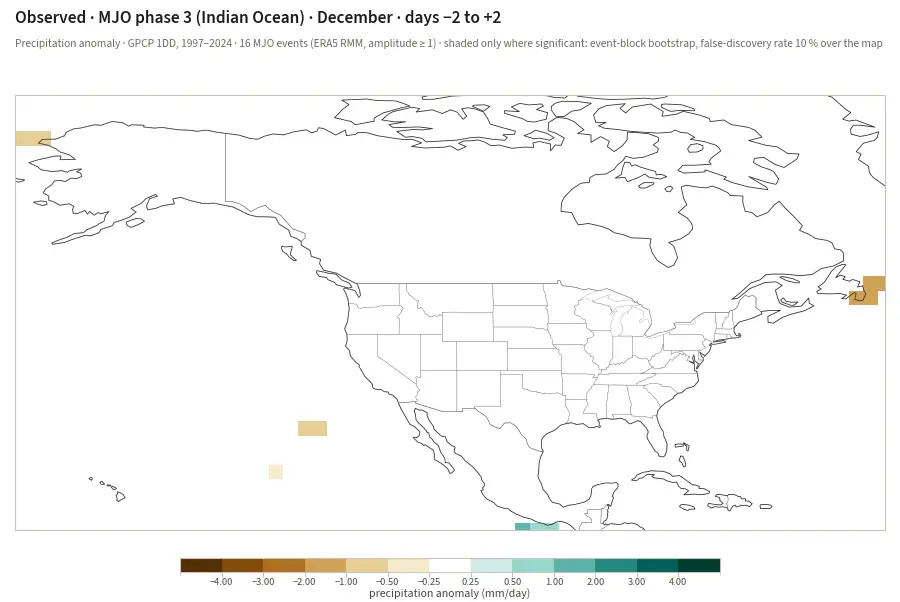 Observed · MJO phase 3 (Indian Ocean) · December · days −2 to +2
Precipitation anomaly · GPCP 1DD, 1997–2024 · 16 MJO events (ERA5 RMM, amplitude ≥ 1) · shaded only where significant: event-block bootstrap, false-discovery rate 10 % over the map
−4.00 −3.00 −2.00 −1.00 −0.50 −0.25 0.25 0.50 1.00 2.00 3.00 4.00
precipitation anomaly (mm/day)